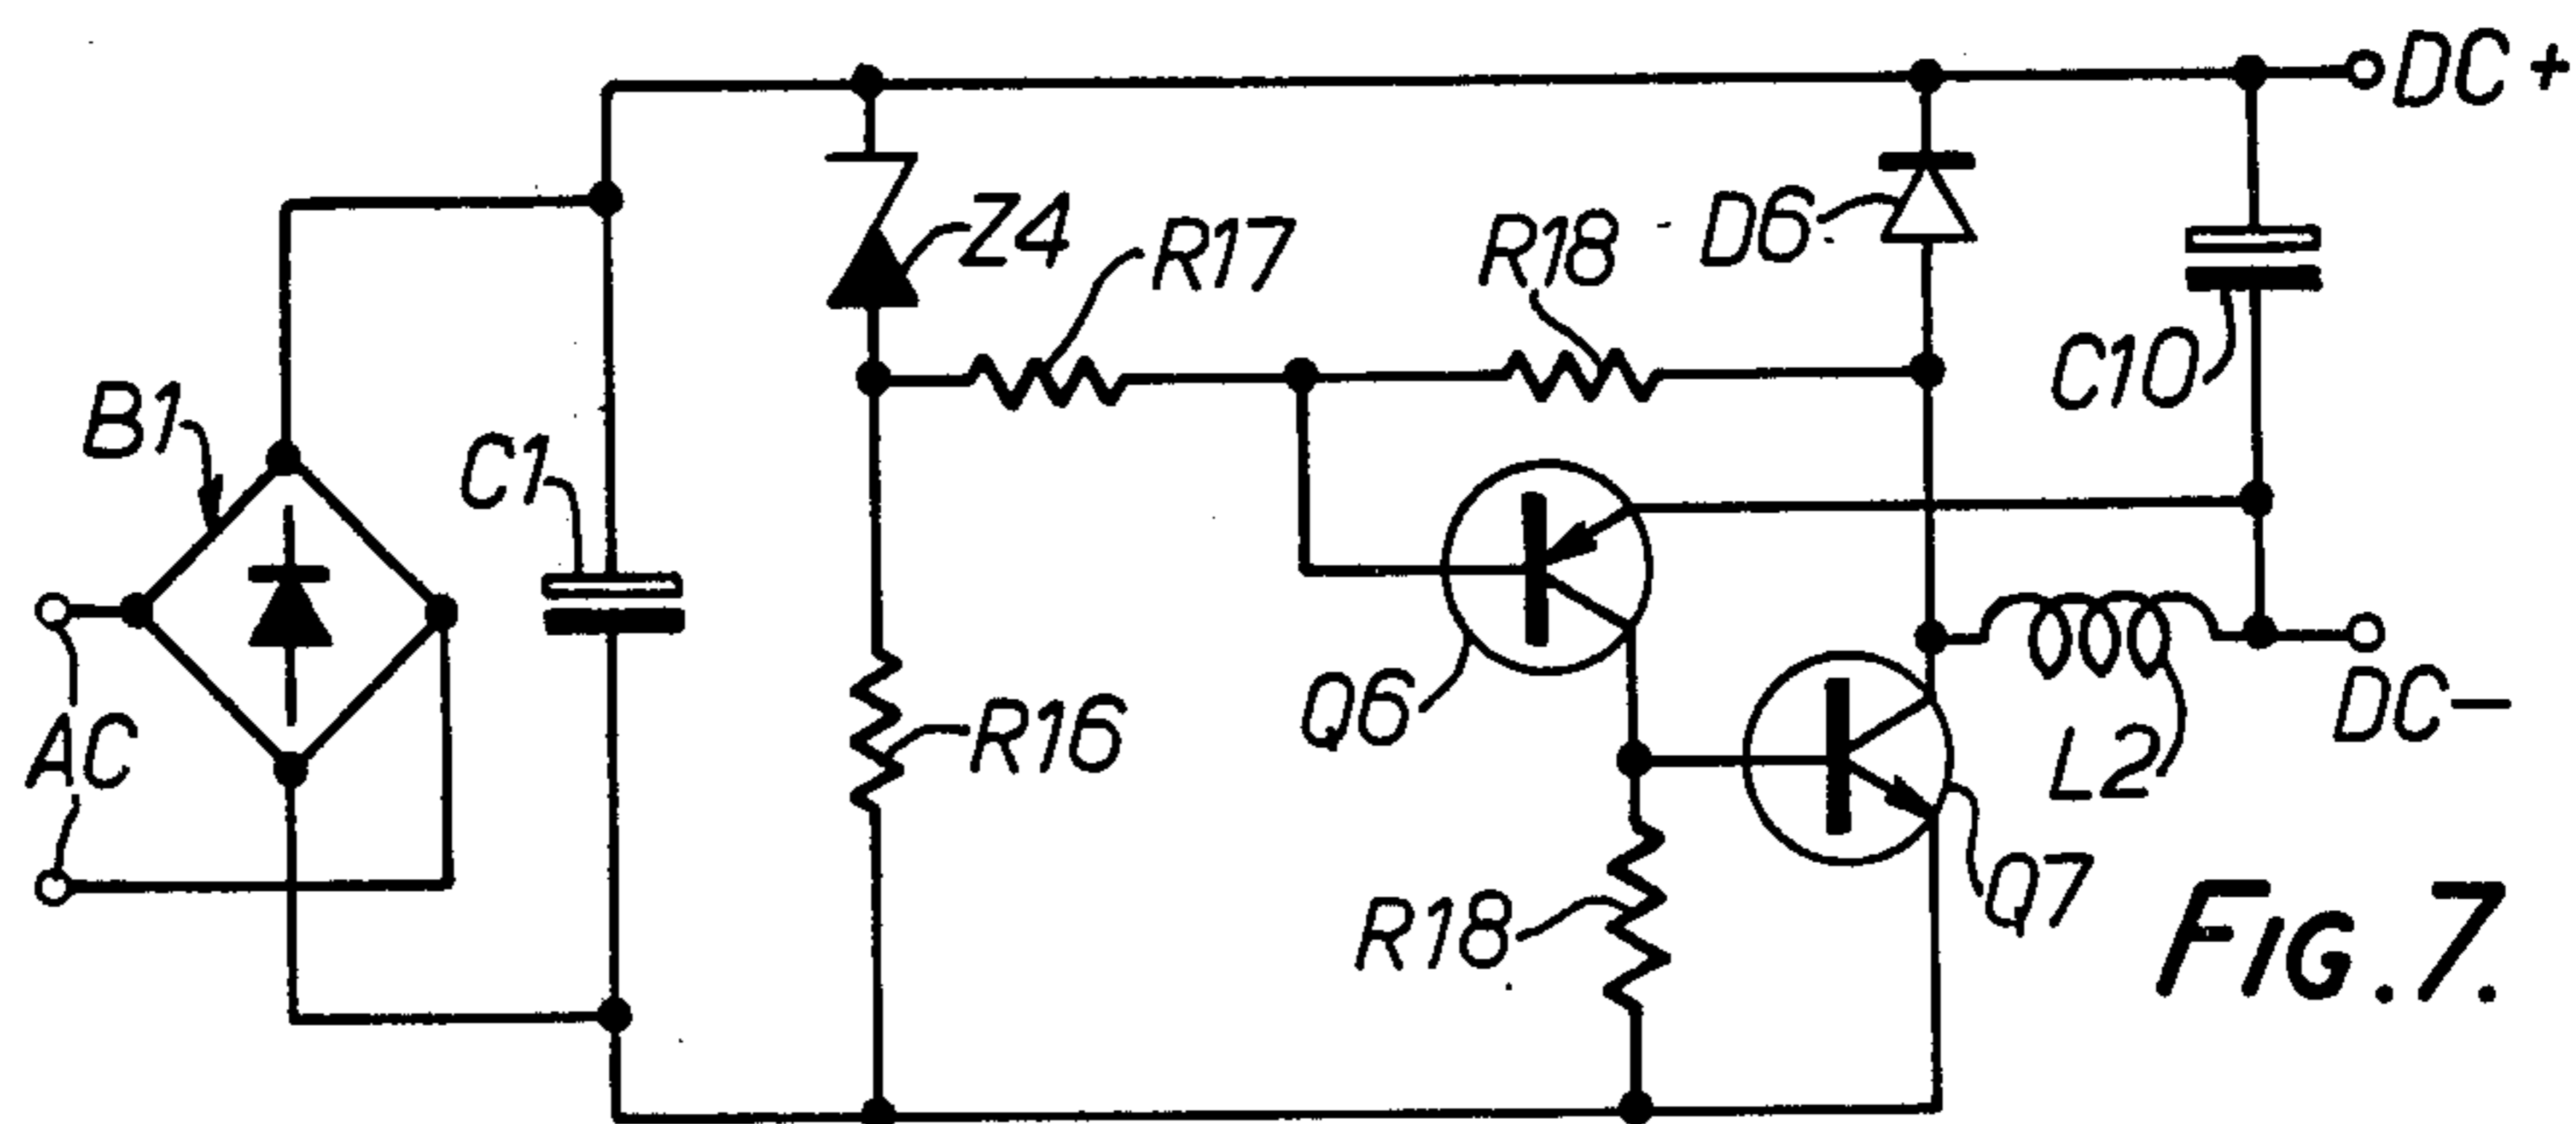 DC +
Z4
R17
R18
D6
C10
B1
C1
AC
R16
Q6
L2
DC −
R18
Q7
FIG. 7.